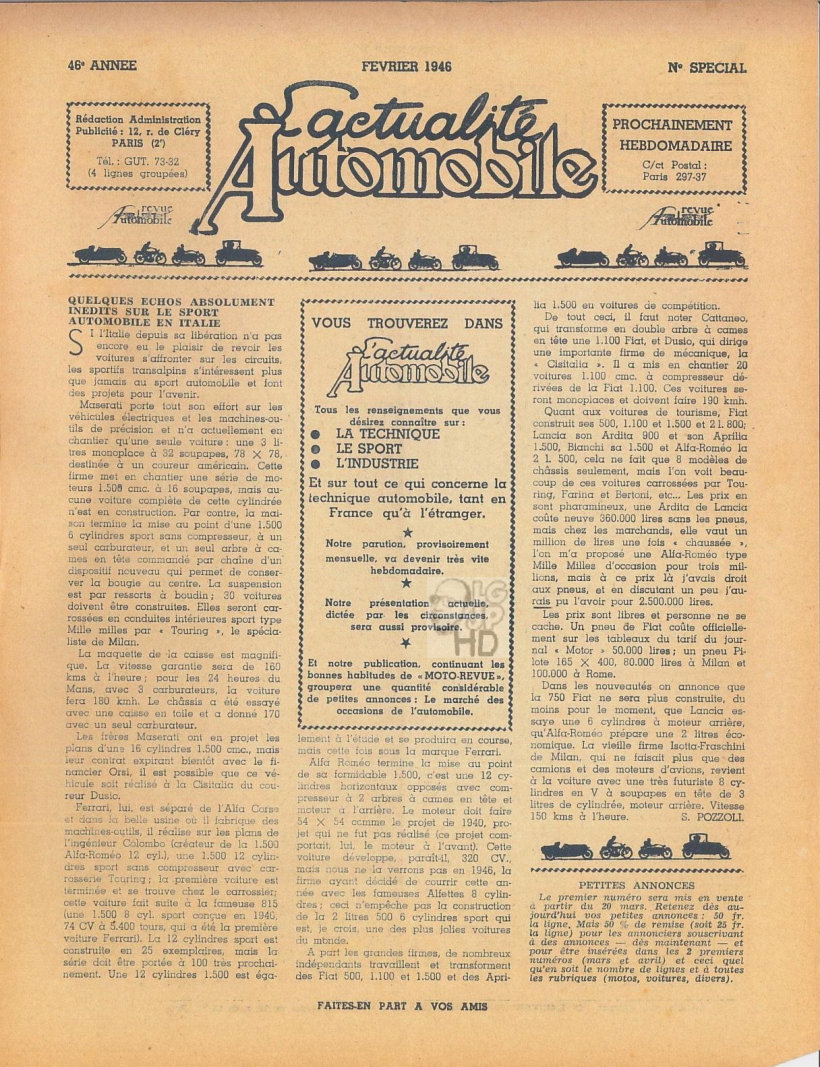 46e ANNEE
FEVRIER 1946
No SPECIAL
Rédaction Administration
Publicité : 12, r. de Cléry
PARIS (2e)
Tél. : GUT. 73-32
(4 lignes groupées)
L'actualité
Automobile
PROCHAINEMENT
HEBDOMADAIRE
C/ct Postal :
Paris 297-37
revue
Automobile
revue
Automobile
QUELQUES ECHOS ABSOLUMENT
INEDITS SUR LE SPORT
AUTOMOBILE EN ITALIE
SI l'Italie depuis sa libération n'a pas
encore eu le plaisir de revoir les
voitures s'affronter sur les circuits,
les sportifs transalpins s'intéressent plus
que jamais au sport automobile et font
des projets pour l'avenir.
Maserati porte tout son effort sur les
véhicules électriques et les machines-ou-
tils de précision et n'a actuellement en
chantier qu'une seule voiture : une 3 li-
tres monoplace à 32 soupapes, 78 × 78,
destinée à un coureur américain. Cette
firme met en chantier une série de mo-
teurs 1.500 cmc. à 16 soupapes, mais au-
cune voiture complète de cette cylindrée
n'est en construction. Par contre, la mai-
son termine la mise au point d'une 1.500
6 cylindres sport sans compresseur, à un
seul carburateur, et un seul arbre à ca-
mes en tête commandé par chaîne d'un
dispositif nouveau qui permet de conser-
ver la bougie au centre. La suspension
est par ressorts à boudin ; 30 voitures
doivent être construites. Elles seront car-
rossées en conduites intérieures sport type
Mille milles par « Touring », le spécia-
liste de Milan.
La maquette de la caisse est magnifi-
que. La vitesse garantie sera de 160
kms à l'heure ; pour les 24 heures du
Mans, avec 3 carburateurs, la voiture
fera 180 kmh. Le châssis a été essayé
avec une caisse en toile et a donné 170
avec un seul carburateur.
Les frères Maserati ont en projet les
plans d'une 16 cylindres 1.500 cmc., mais
leur contrat expirant bientôt avec le fi-
nancier Orsi, il est possible que ce vé-
hicule soit réalisé à la Cisitalia du cou-
reur Dusio.
Ferrari, lui, est séparé de l'Alfa Corse
et dans la belle usine où il fabrique des
machines-outils, il réalise sur les plans de
l'ingénieur Colombo (créateur de la 1.500
Alfa-Roméo 12 cyl.), une 1.500 12 cylin-
dres sport sans compresseur avec car-
rosserie Touring ; la première voiture est
terminée et se trouve chez le carrossier;
cette voiture fait suite à la fameuse 815
(une 1.500 8 cyl. sport conçue en 1940,
74 CV à 5.400 tours, qui a été la première
voiture Ferrari). La 12 cylindres sport est
construite en 25 exemplaires, mais la
série doit être portée à 100 très prochai-
nement. Une 12 cylindres 1.500 est éga-
VOUS TROUVEREZ DANS
L'actualité
Automobile
Tous les renseignements que vous
désirez connaître sur :
● LA TECHNIQUE
● LE SPORT
● L'INDUSTRIE
Et sur tout ce qui concerne la
technique automobile, tant en
France qu'à l'étranger.
★
Notre parution, provisoirement
mensuelle, va devenir très vite
hebdomadaire.
★
Notre présentation actuelle,
dictée par les circonstances,
sera aussi provisoire.
★
Et notre publication, continuant les
bonnes habitudes de « MOTO-REVUE »,
groupera une quantité considérable
de petites annonces : Le marché des
occasions de l'automobile.
lement à l'étude et se produira en course,
mais cette fois sous la marque Ferrari.
Alfa Roméo termine la mise au point
de sa formidable 1.500, c'est une 12 cy-
lindres horizontaux opposés avec com-
presseur à 2 arbres à cames en tête et
moteur à l'arrière. Le moteur doit faire
54 × 54 comme le projet de 1940, pro-
jet qui ne fut pas réalisé (ce projet com-
portait, lui, le moteur à l'avant). Cette
voiture développe, paraît-il, 320 CV.,
mais nous ne la verrons pas en 1946, la
firme ayant décidé de courrir cette an-
née avec les fameuses Alfettes 8 cylin-
dres ; ceci n'empêche pas la construction
de la 2 litres 500 6 cylindres sport qui
est, je crois, une des plus jolies voitures
du monde.
A part les grandes firmes, de nombreux
indépendants travaillent et transforment
des Fiat 500, 1.100 et 1.500 et des Apri-
lia 1.500 eu voitures de compétition.
De tout ceci, il faut noter Cattaneo,
qui transforme en double arbre à cames
en tête une 1.100 Fiat, et Dusio, qui dirige
une importante firme de mécanique, la
« Cisitalia ». Il a mis en chantier 20
voitures 1.100 cmc. à compresseur dé-
rivées de la Fiat 1.100. Ces voitures se-
ront monoplaces et doivent faire 190 kmh.
Quant aux voitures de tourisme, Fiat
construit ses 500, 1.100 et 1.500 et 2 l. 800;
Lancia son Ardita 900 et son Aprilia
1.500, Bianchi sa 1.500 et Alfa-Roméo la
2 l. 500, cela ne fait que 8 modèles de
châssis seulement, mais l'on voit beau-
coup de ces voitures carrossées par Tou-
ring, Farina et Bertoni, etc... Les prix en
sont pharamineux, une Ardita de Lancia
coûte neuve 360.000 lires sans les pneus,
mais chez les marchands, elle vaut un
million de lires une fois « chaussée »,
l'on m'a proposé une Alfa-Roméo type
Mille Milles d'occasion pour trois mil-
lions, mais à ce prix là j'avais droit
aux pneus, et en discutant un peu j'au-
rais pu l'avoir pour 2.500.000 lires.
Les prix sont libres et personne ne se
cache. Un pneu de Fiat coûte officielle-
ment sur les tableaux du tarif du jour-
nal « Motor » 50.000 lires ; un pneu Pi-
lote 165 × 400, 80.000 lires à Milan et
100.000 à Rome.
Dans les nouveautés on annonce que
la 750 Fiat ne sera plus construite, du
moins pour le moment, que Lancia es-
saye une 6 cylindres à moteur arrière,
qu'Alfa-Roméo prépare une 2 litres éco-
nomique. La vieille firme Isotta-Fraschini
de Milan, qui ne faisait plus que des
camions et des moteurs d'avions, revient
à la voiture avec une très futuriste 8 cy-
lindres en V à soupapes en tête de 3
litres de cylindrée, moteur arrière. Vitesse
150 kms à l'heure. S. POZZOLI.
PETITES ANNONCES
Le premier numéro sera mis en vente
à partir du 20 mars. Retenez dès au-
jourd'hui vos petites annonces : 50 fr.
la ligne, Mais 50 % de remise (soit 25 fr.
la ligne) pour les annonciers souscrivant
à des annonces — dès maintenant — et
pour être insérées dans les 2 premiers
numéros (mars et avril) et ceci quel
qu'en soit le nombre de lignes et à toutes
les rubriques (motos, voitures, divers).
FAITES-EN PART A VOS AMIS